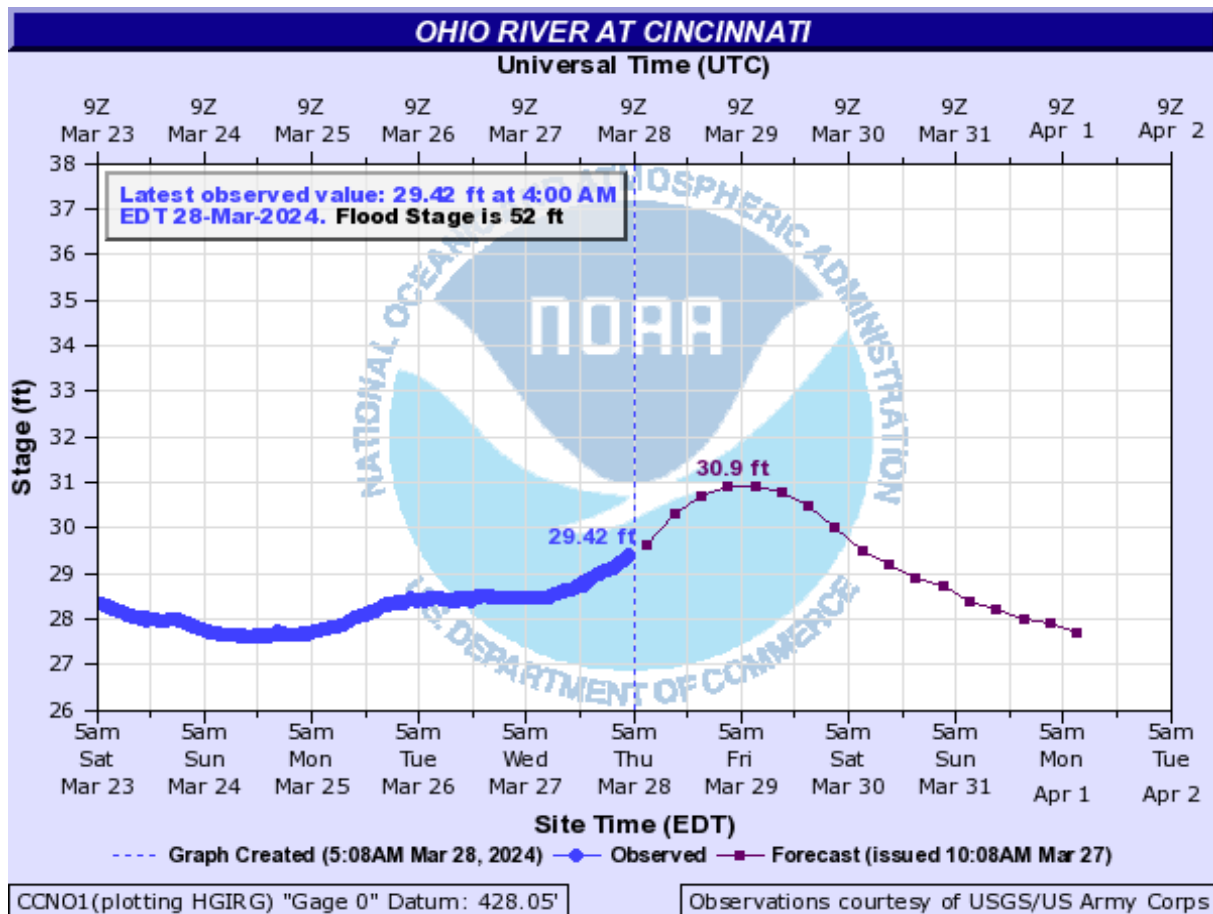 OHIO RIVER AT CINCINNATI
Universal Time (UTC)
9Z 9Z 9Z 9Z 9Z 9Z 9Z 9Z 9Z 9Z 9Z
Mar 23 Mar 24 Mar 25 Mar 26 Mar 27 Mar 28 Mar 29 Mar 30 Mar 31 Apr 1 Apr 2
Latest observed value: 29.42 ft at 4:00 AM
EDT 28-Mar-2024. Flood Stage is 52 ft
NATIONAL OCEANIC AND ATMOSPHERIC ADMINISTRATION
NOAA
U.S. DEPARTMENT OF COMMERCE
Stage (ft)
38
37
36
35
34
33
32
31
30
29
28
27
26
30.9 ft
29.42 ft
5am 5am 5am 5am 5am 5am 5am 5am 5am 5am 5am
Sat Sun Mon Tue Wed Thu Fri Sat Sun Mon Tue
Mar 23 Mar 24 Mar 25 Mar 26 Mar 27 Mar 28 Mar 29 Mar 30 Mar 31 Apr 1 Apr 2
Site Time (EDT)
Graph Created (5:08AM Mar 28, 2024) Observed Forecast (issued 10:08AM Mar 27)
CCNO1(plotting HGIRG) "Gage 0" Datum: 428.05'
Observations courtesy of USGS/US Army Corps